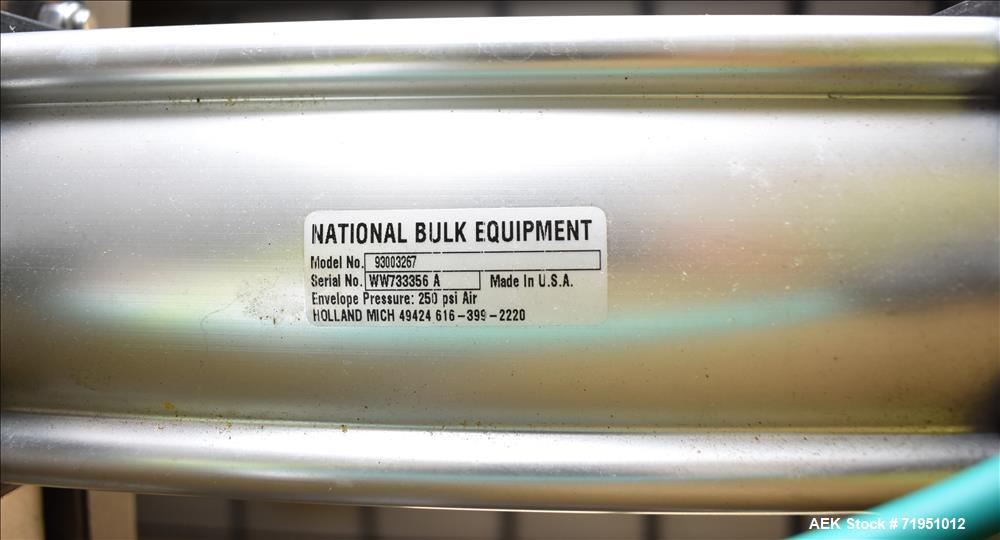 NATIONAL BULK EQUIPMENT
Model No. 93003267
Serial No. WW733356 A Made In U.S.A.
Envelope Pressure: 250 psi Air
HOLLAND MICH 49424 616-399-2220
AEK Stock #71951012